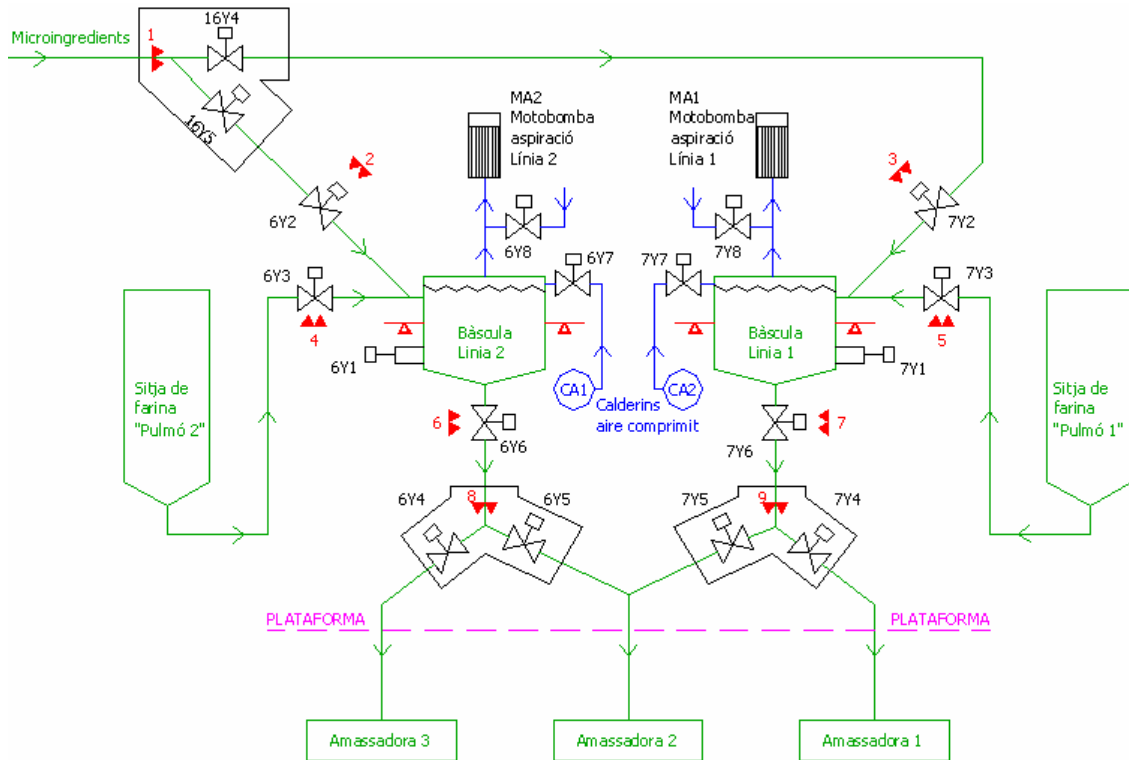 16Y4
Microingredients
1
16Y5
MA2
Motobomba
aspiració
Línia 2
MA1
Motobomba
aspiració
Línia 1
2
3
6Y2
7Y2
6Y8
7Y8
6Y3
6Y7
7Y7
7Y3
4
5
Bàscula
Linia 2
Bàscula
Linia 1
6Y1
7Y1
CA1
CA2
Calderins
aire comprimit
Sitja de
farina
"Pulmó 2"
Sitja de
farina
"Pulmó 1"
6
7
6Y6
7Y6
6Y4
8
6Y5
7Y5
9
7Y4
PLATAFORMA
PLATAFORMA
Amassadora 3
Amassadora 2
Amassadora 1